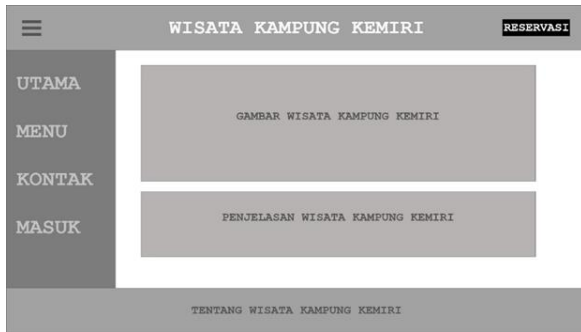 WISATA KAMPUNG KEMIRI
RESERVASI
UTAMA
MENU
KONTAK
MASUK
GAMBAR WISATA KAMPUNG KEMIRI
PENJELASAN WISATA KAMPUNG KEMIRI
TENTANG WISATA KAMPUNG KEMIRI